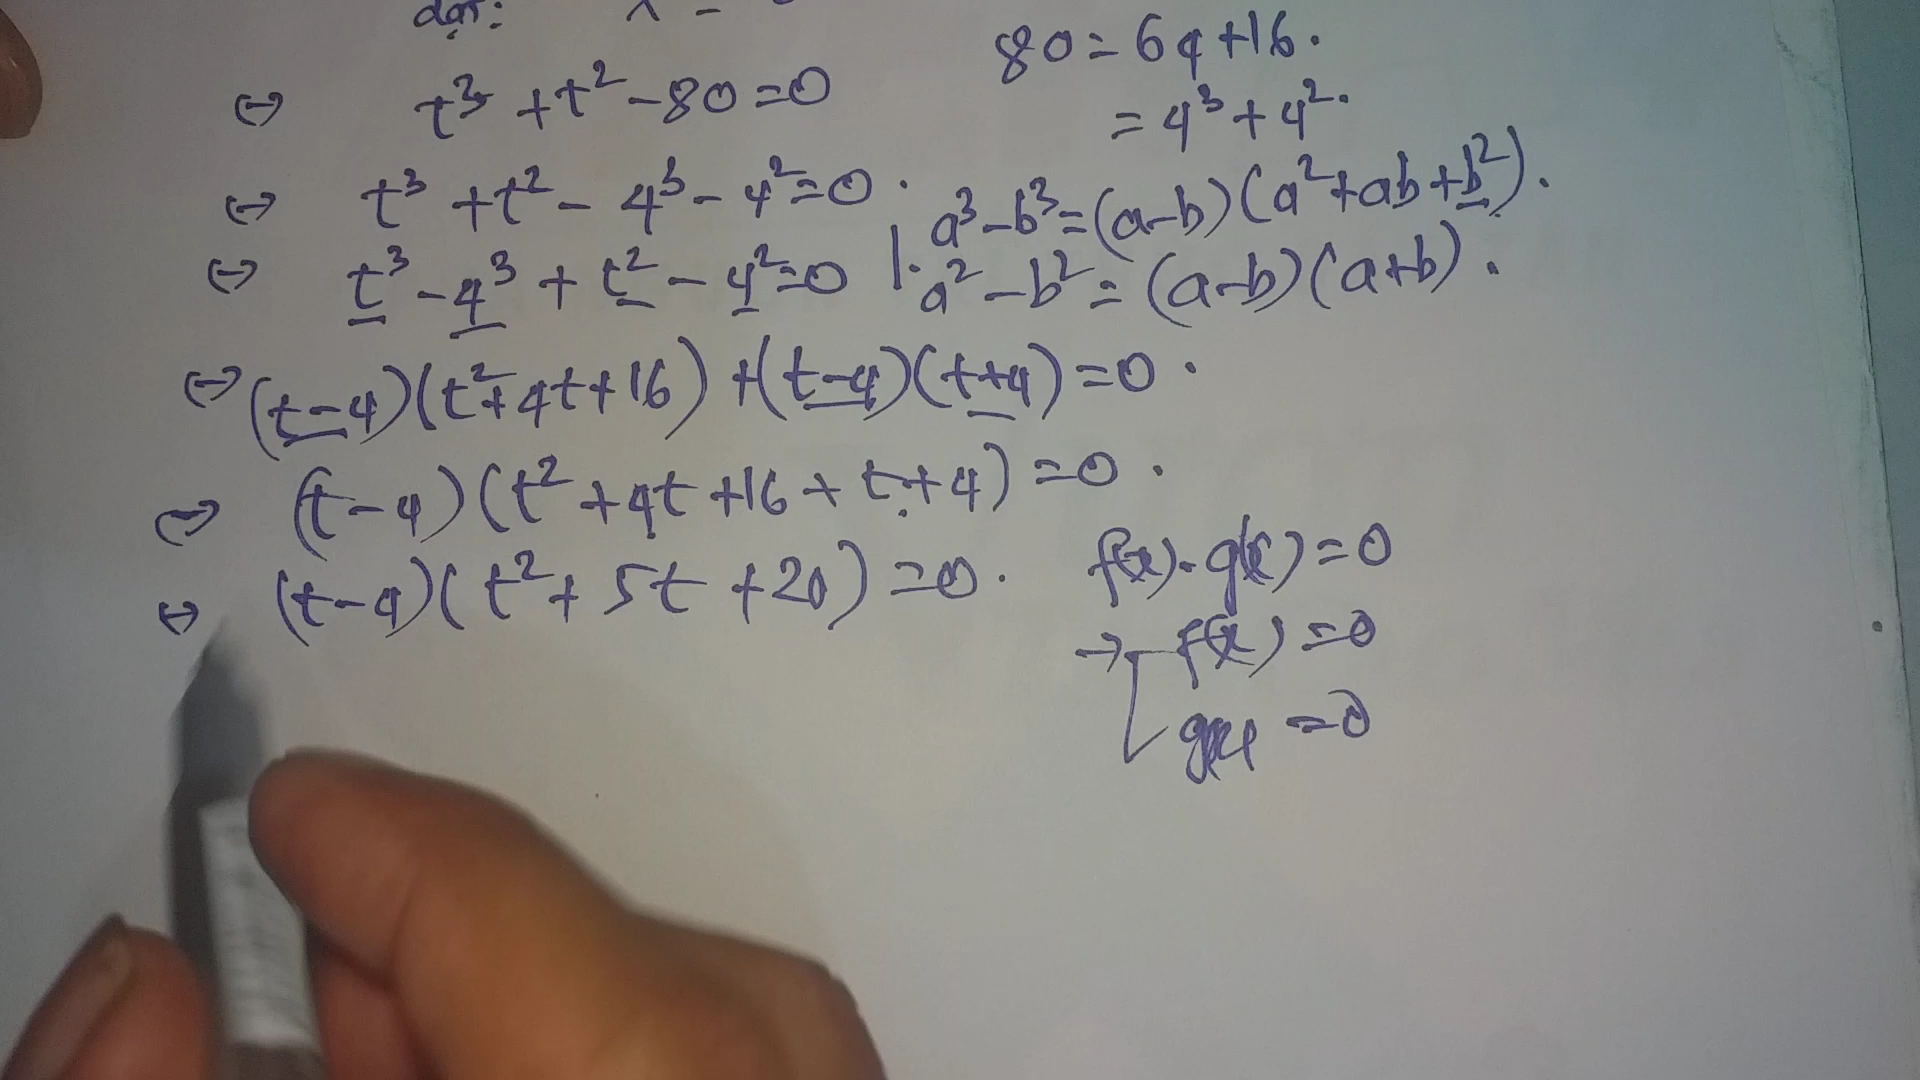 x =
80 = 64 + 16.
⇔ t³ + t² - 80 = 0
= 4³ + 4².
⇔ t³ + t² - 4³ - 4² = 0.
a³ - b³ = (a-b)(a² + ab + b²).
⇔ t³ - 4³ + t² - 4² = 0
a² - b² = (a-b)(a+b).
⇔ (t-4)(t² + 4t + 16) + (t-4)(t+4) = 0.
⇔ (t-4)(t² + 4t + 16 + t + 4) = 0.
⇔ (t-4)(t² + 5t + 20) = 0.
f(x).g(x) = 0
→ [ f(x) = 0
g(x) = 0